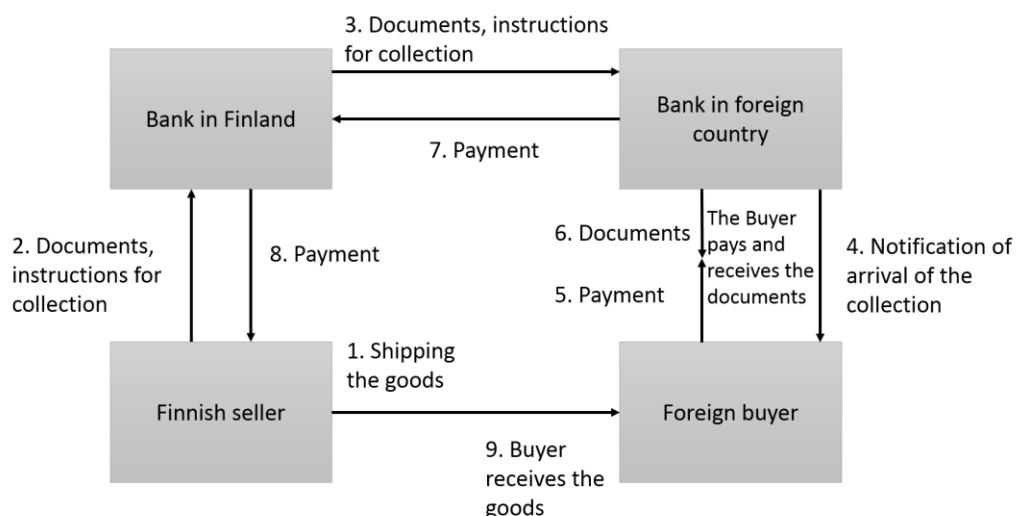 3. Documents, instructions
for collection
Bank in Finland
Bank in foreign
country
7. Payment
2. Documents,
instructions for
collection
8. Payment
6. Documents
5. Payment
The Buyer
pays and
receives the
documents
4. Notification of
arrival of the
collection
1. Shipping
the goods
Finnish seller
Foreign buyer
9. Buyer
receives the
goods